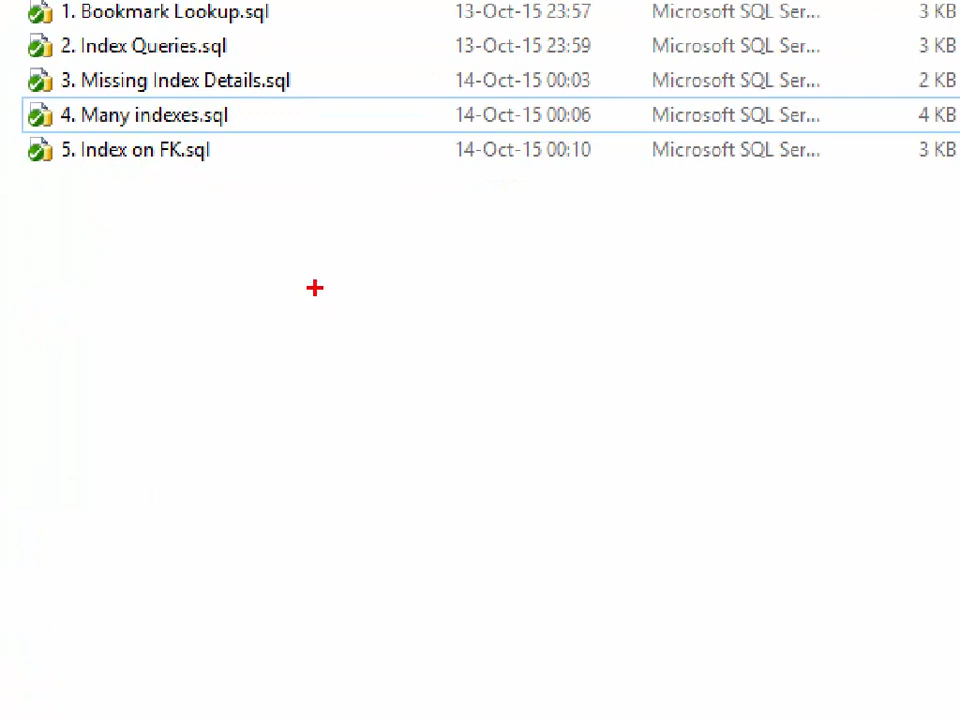 1. Bookmark Lookup.sql 13-Oct-15 23:57 Microsoft SQL Ser... 3 KB
2. Index Queries.sql 13-Oct-15 23:59 Microsoft SQL Ser... 3 KB
3. Missing Index Details.sql 14-Oct-15 00:03 Microsoft SQL Ser... 2 KB
4. Many indexes.sql 14-Oct-15 00:06 Microsoft SQL Ser... 4 KB
5. Index on FK.sql 14-Oct-15 00:10 Microsoft SQL Ser... 3 KB